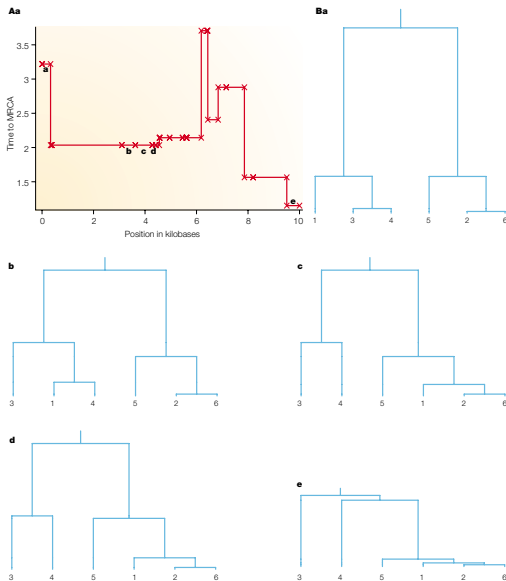 Aa
Time to MRCA
3.5
3
2.5
2
1.5
a
b c d
e
0 2 4 6 8 10
Position in kilobases
Ba
1 3 4 5 2 6
b
3 1 4 5 2 6
c
3 4 5 1 2 6
d
3 4 5 1 2 6
e
3 4 5 1 2 6